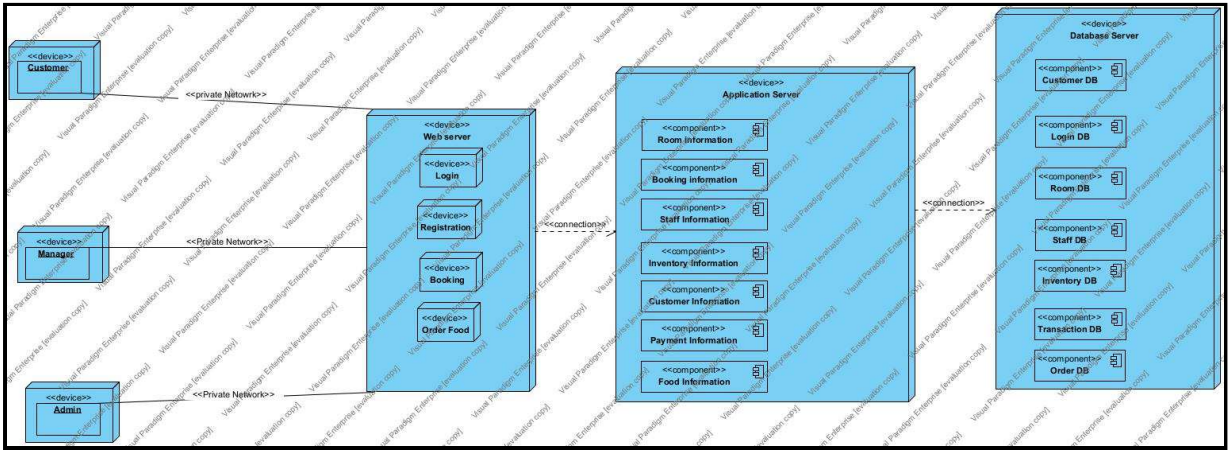 <<device>>
Customer
<<private Netowrk>>
<<device>>
Manager
<<Private Network>>
<<device>>
Admin
<<Private Network>>
<<device>>
Web server
<<device>>
Login
<<device>>
Registration
<<device>>
Booking
<<device>>
Order Food
<<connection>>
<<device>>
Application Server
<<component>>
Room Information
<<component>>
Booking information
<<component>>
Staff Information
<<component>>
Inventory Information
<<component>>
Customer Information
<<component>>
Payment Information
<<component>>
Food Information
<<connection>>
<<device>>
Database Server
<<component>>
Customer DB
<<component>>
Login DB
<<component>>
Room DB
<<component>>
Staff DB
<<component>>
Inventory DB
<<component>>
Transaction DB
<<component>>
Order DB
Visual Paradigm Enterprise [evaluation copy]